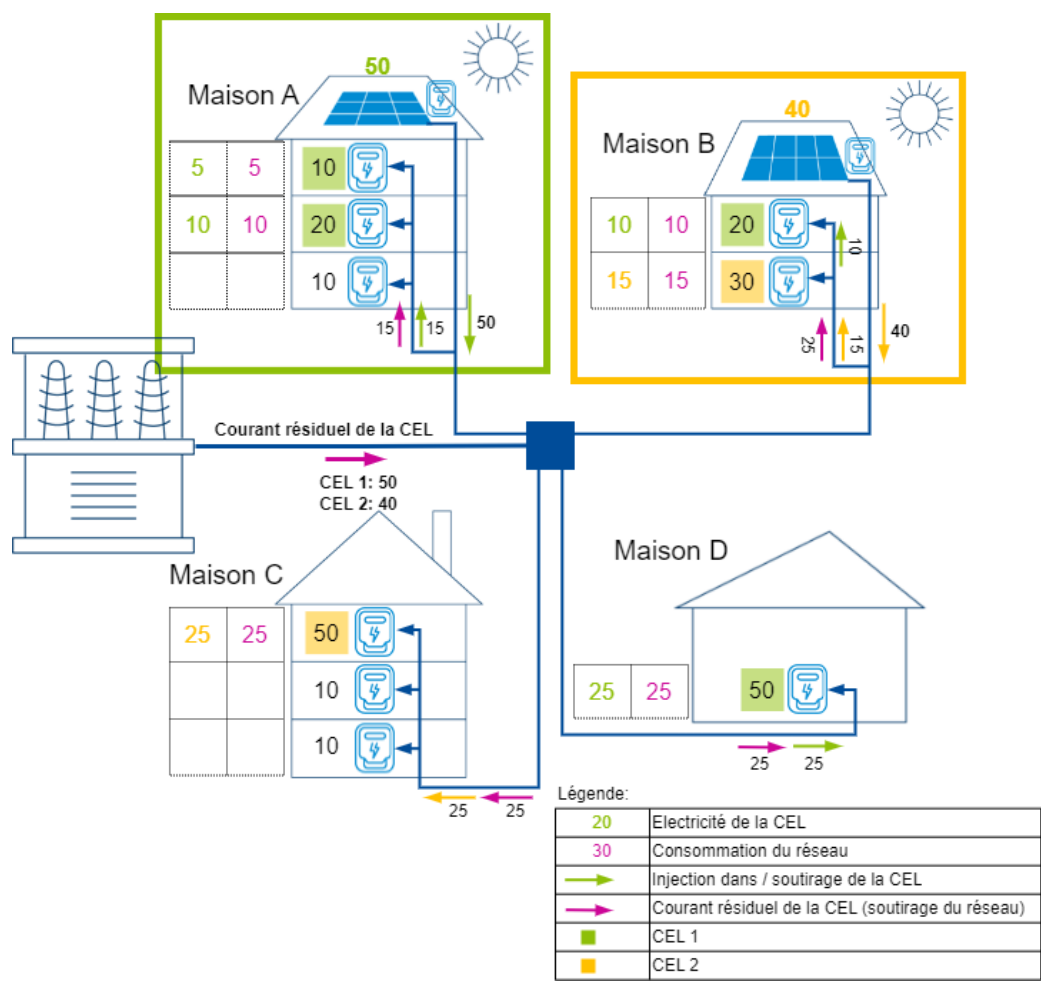 50
Maison A
5 5 10
10 10 20
10
15 15 50
40
Maison B
10 10 20
10
15 15 30
25 15 40
Courant résiduel de la CEL
CEL 1: 50
CEL 2: 40
Maison C
25 25 50
10
10
25 25
Maison D
25 25 50
25 25
Légende:
20 Electricité de la CEL
30 Consommation du réseau
Injection dans / soutirage de la CEL
Courant résiduel de la CEL (soutirage du réseau)
CEL 1
CEL 2